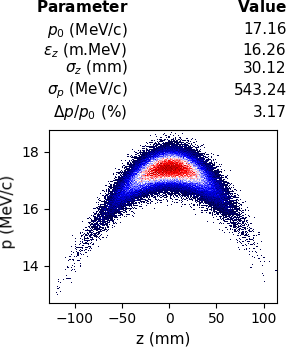 Parameter Value
p₀ (MeV/c) 17.16
εz (m.MeV) 16.26
σz (mm) 30.12
σp (MeV/c) 543.24
Δp/p₀ (%) 3.17
18
16
14
p (MeV/c)
−100 −50 0 50 100
z (mm)